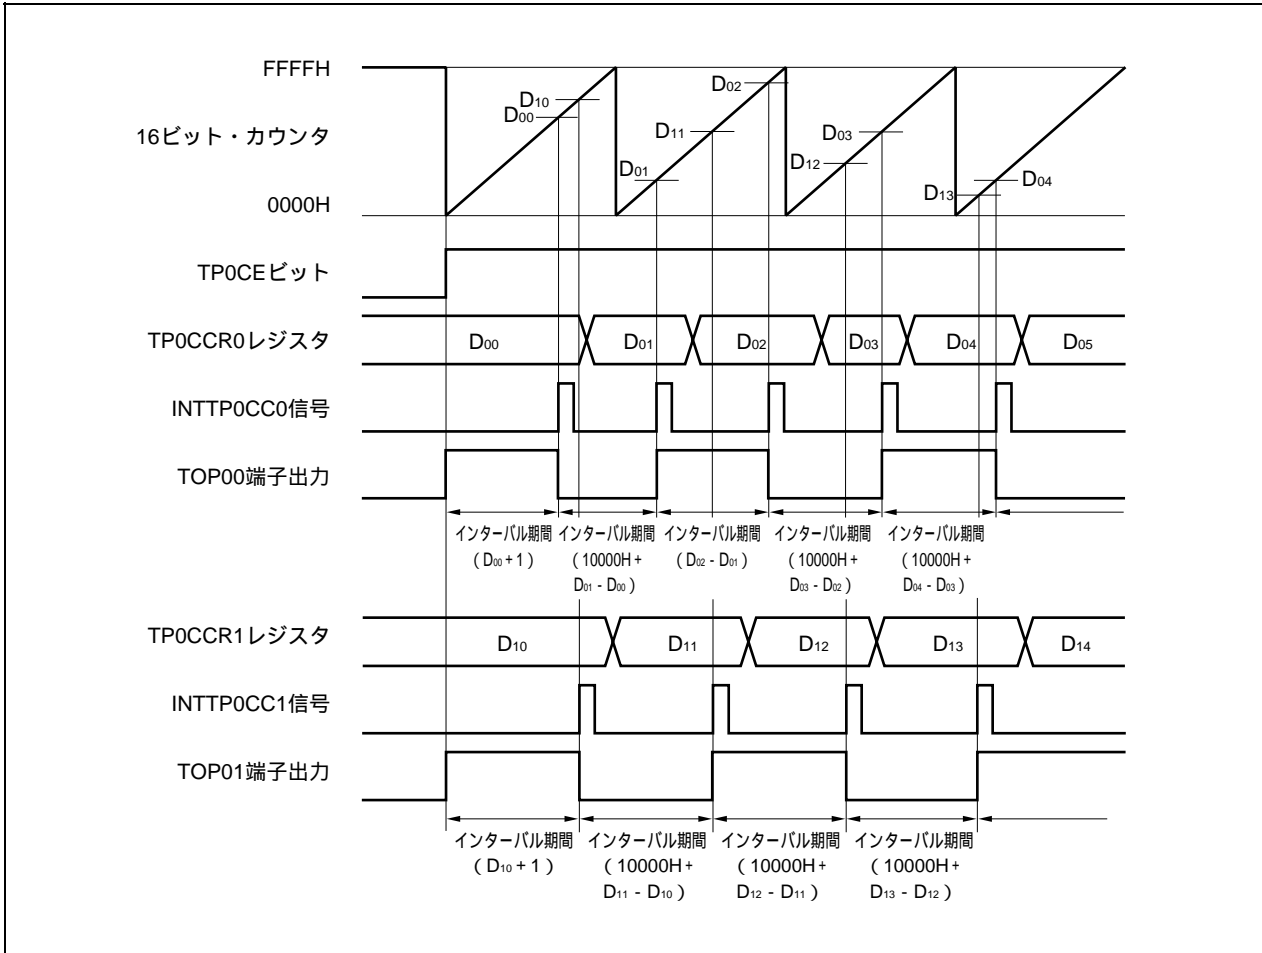 FFFFH
D10
D00
D02
16ビット・カウンタ
D11
D03
D12
D01
D13
D04
0000H
TP0CEビット
TP0CCR0レジスタ
D00 D01 D02 D03 D04 D05
INTTP0CC0信号
TOP00端子出力
インターバル期間 インターバル期間 インターバル期間 インターバル期間 インターバル期間
(D00+1) (10000H+ (D02-D01) (10000H+ (10000H+
D01-D00) D03-D02) D04-D03)
TP0CCR1レジスタ
D10 D11 D12 D13 D14
INTTP0CC1信号
TOP01端子出力
インターバル期間 インターバル期間 インターバル期間 インターバル期間
(D10+1) (10000H+ (10000H+ (10000H+
D11-D10) D12-D11) D13-D12)